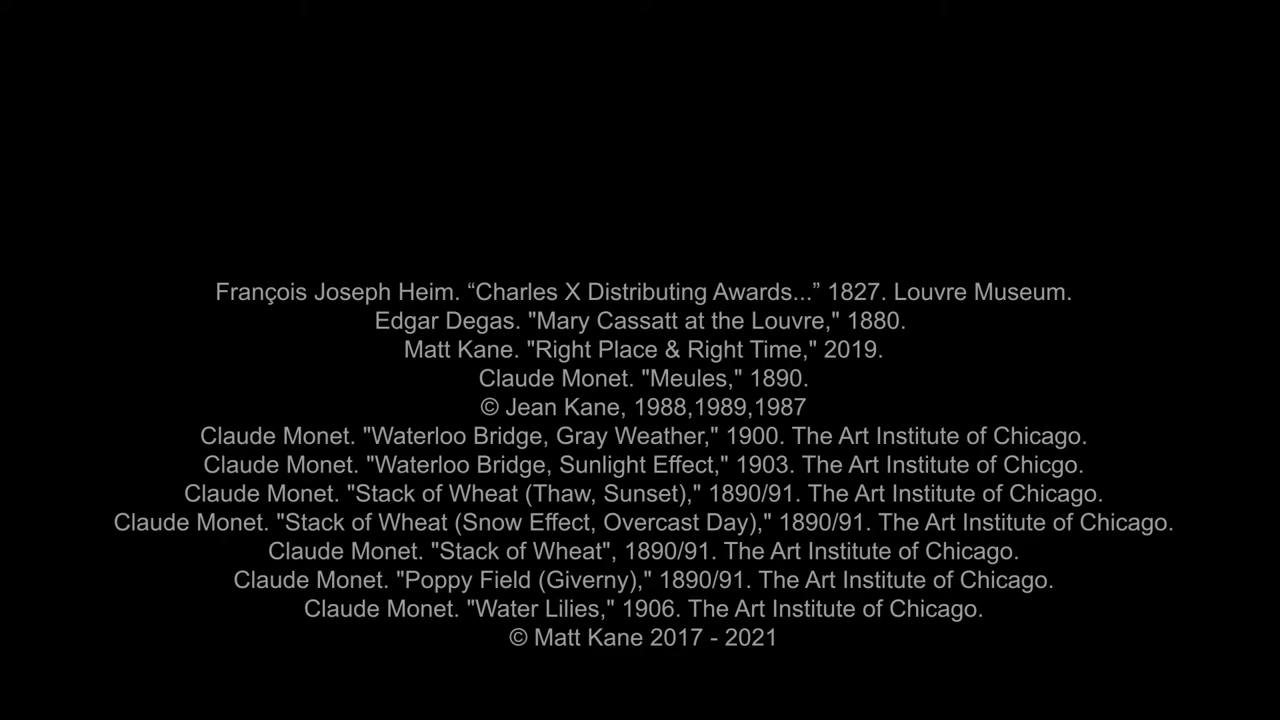 François Joseph Heim. “Charles X Distributing Awards...” 1827. Louvre Museum.
Edgar Degas. "Mary Cassatt at the Louvre," 1880.
Matt Kane. "Right Place & Right Time," 2019.
Claude Monet. "Meules," 1890.
© Jean Kane, 1988,1989,1987
Claude Monet. "Waterloo Bridge, Gray Weather," 1900. The Art Institute of Chicago.
Claude Monet. "Waterloo Bridge, Sunlight Effect," 1903. The Art Institute of Chicgo.
Claude Monet. "Stack of Wheat (Thaw, Sunset)," 1890/91. The Art Institute of Chicago.
Claude Monet. "Stack of Wheat (Snow Effect, Overcast Day)," 1890/91. The Art Institute of Chicago.
Claude Monet. "Stack of Wheat", 1890/91. The Art Institute of Chicago.
Claude Monet. "Poppy Field (Giverny)," 1890/91. The Art Institute of Chicago.
Claude Monet. "Water Lilies," 1906. The Art Institute of Chicago.
© Matt Kane 2017 - 2021